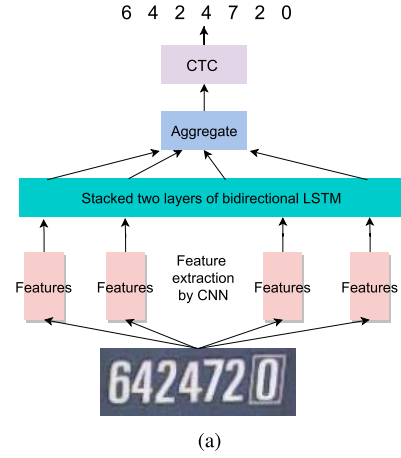 6 4 2 4 7 2 0
CTC
Aggregate
Stacked two layers of bidirectional LSTM
Features
Features
Feature
extraction
by CNN
Features
Features
642472 0
(a)